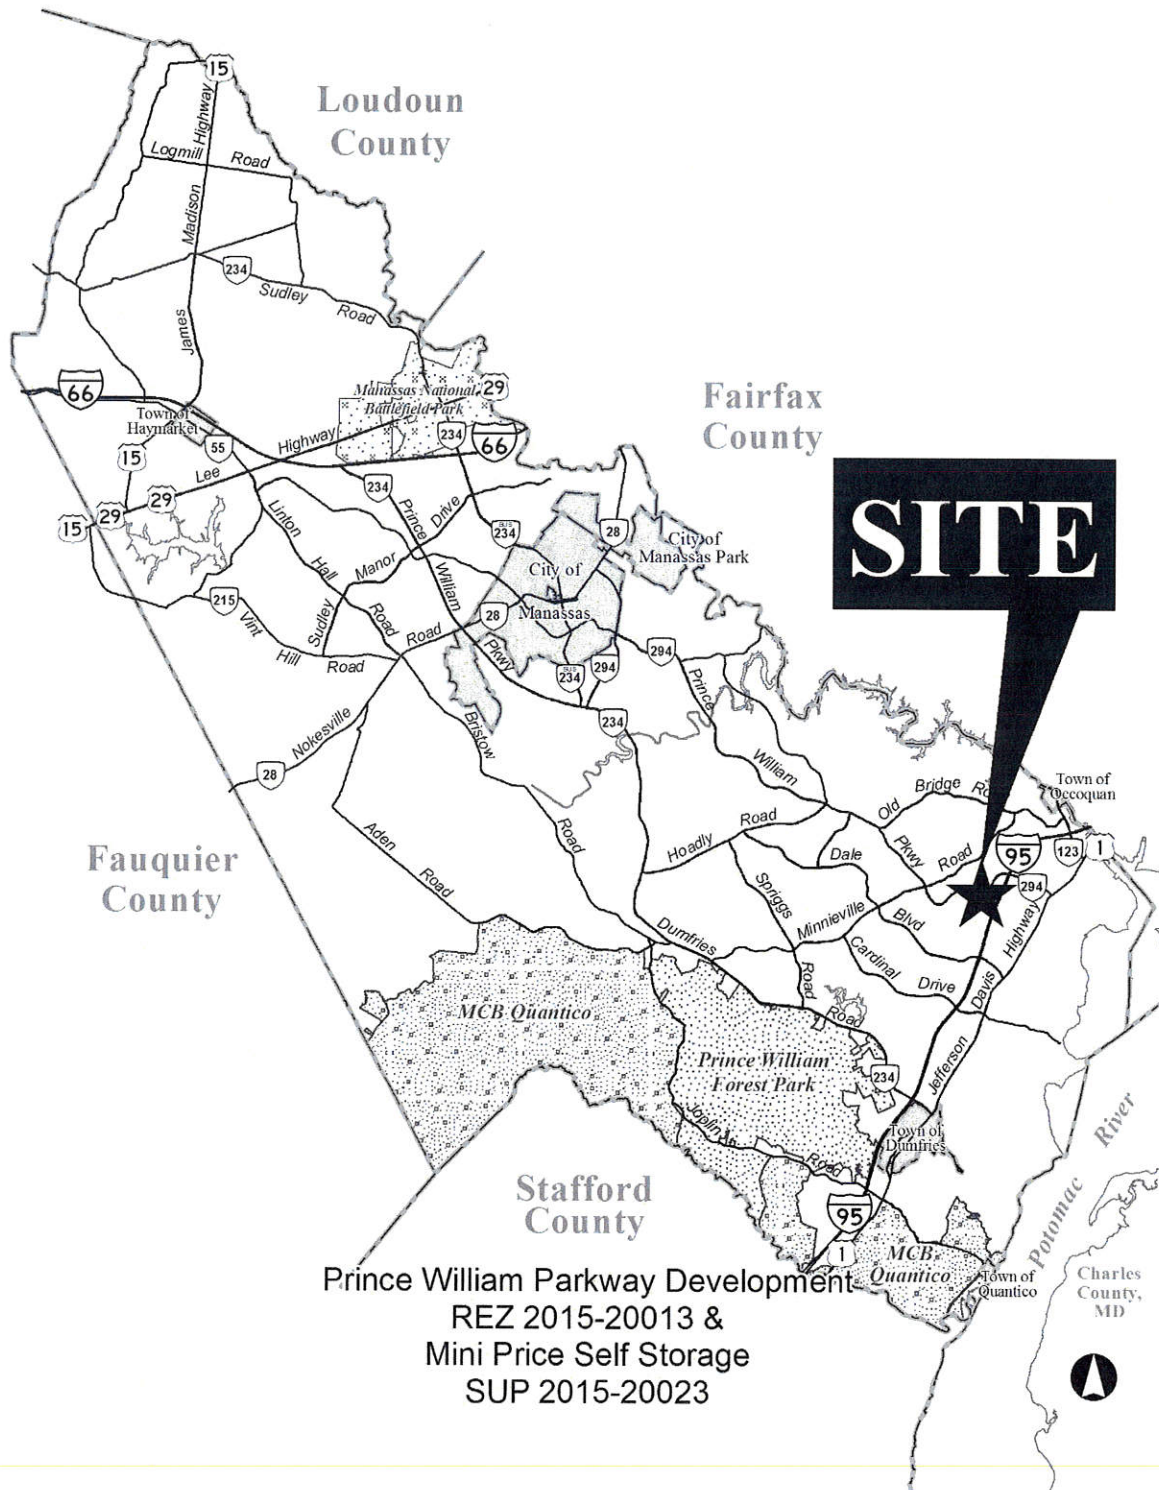 15
Loudoun
County
Highway
Logmill
Road
Madison
234
Sudley
Road
James
66
Manassas National
Battlefield Park
29
Fairfax
County
Town of
Haymarket
55
234
66
15
Lee
Highway
SITE
234
29
29
15
Prince
Drive
BUS
234
28
City of
Manassas Park
Linton
Hall
Manor
City of
Manassas
William
215
Vint
Sudley
Road
Road
28
Hill
Road
Pkwy
294
294
BUS
234
Prince
234
Bristow
Nokesville
28
William
Town of
Occoquan
Old
Bridge
Road
Hoadly
Aden
Road
Road
Fauquier
County
Dale
Pkwy
Road
95
123
1
294
Spriggs
Minnieville
Blvd
Highway
Dumfries
Cardinal
Drive
Davis
Road
Road
MCB Quantico
Prince William
Forest Park
234
Jefferson
Joplin
Road
Town of
Dumfries
River
Stafford
County
95
1
MCB
Quantico
Potomac
Town of
Quantico
Charles
County,
MD
Prince William Parkway Development
REZ 2015-20013 &
Mini Price Self Storage
SUP 2015-20023